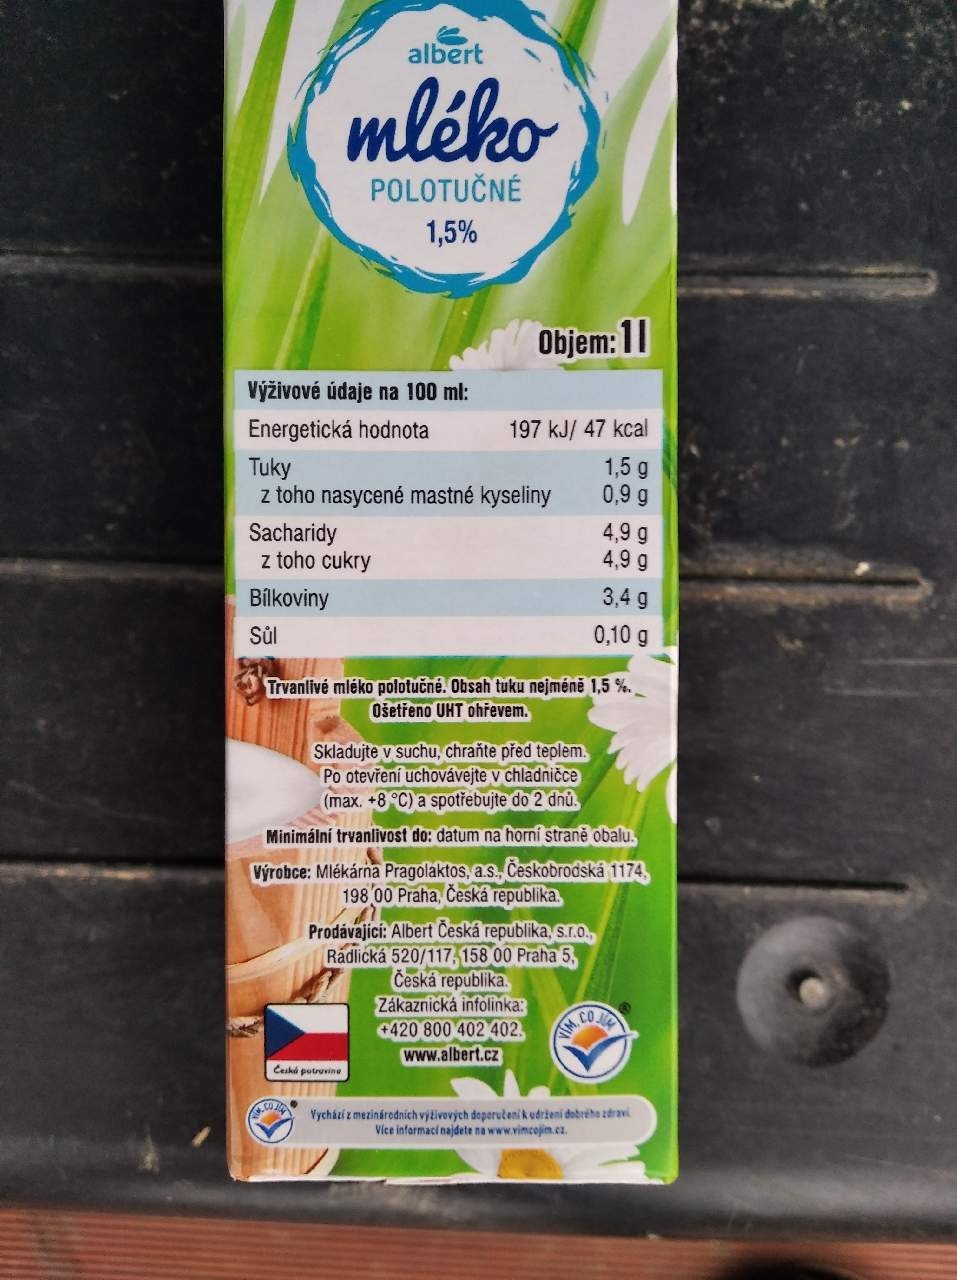 albert
mléko
POLOTUČNÉ
1,5%
Objem: 1l
Výživové údaje na 100 ml:
Energetická hodnota 197 kJ/ 47 kcal
Tuky 1,5 g
z toho nasycené mastné kyseliny 0,9 g
Sacharidy 4,9 g
z toho cukry 4,9 g
Bílkoviny 3,4 g
Sůl 0,10 g
Trvanlivé mléko polotučné. Obsah tuku nejméně 1,5 %.
Ošetřeno UHT ohřevem.
Skladujte v suchu, chraňte před teplem.
Po otevření uchovávejte v chladničce
(max. +8 °C) a spotřebujte do 2 dnů.
Minimální trvanlivost do: datum na horní straně obalu.
Výrobce: Mlékárna Pragolaktos, a.s., Českobrodská 1174,
198 00 Praha, Česká republika.
Prodávající: Albert Česká republika, s.r.o.,
Radlická 520/117, 158 00 Praha 5,
Česká republika.
Zákaznická infolinka:
+420 800 402 402.
www.albert.cz
VÍM, CO JÍM ®
Česká potravina
VÍM, CO JÍM ®
Vychází z mezinárodních výživových doporučení k udržení dobrého zdraví.
Více informací najdete na www.vimcojim.cz.